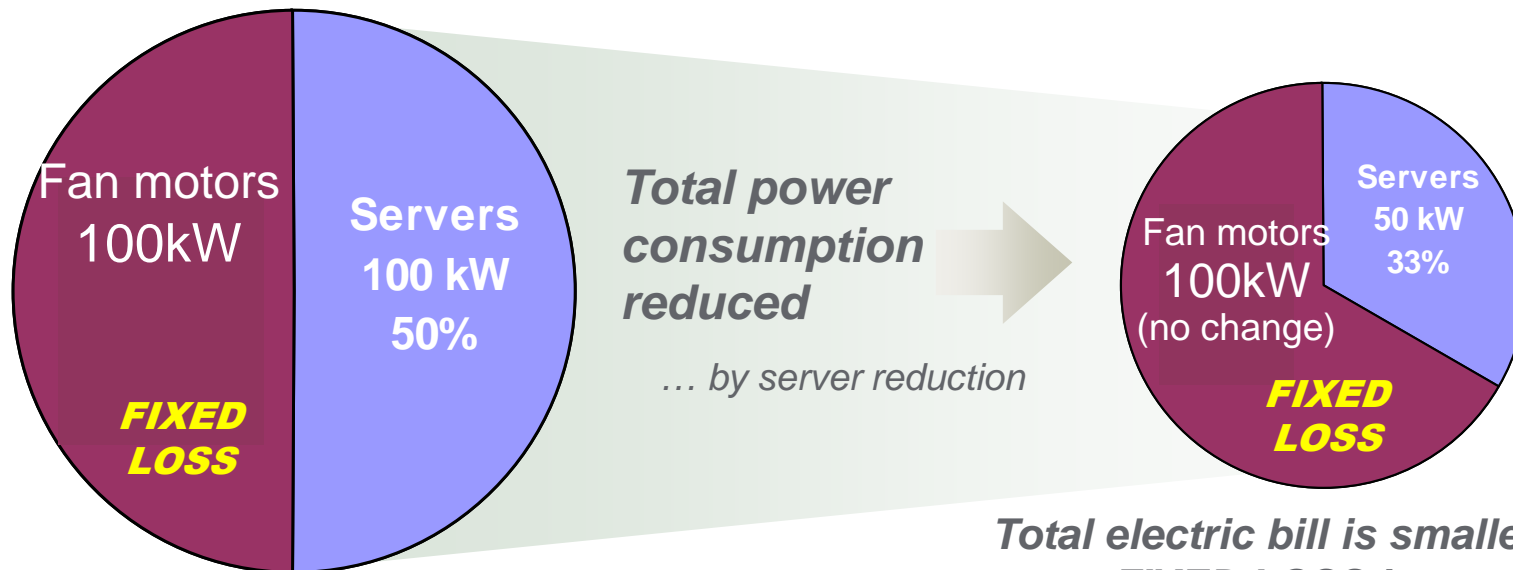 Fan motors
100kW
FIXED
LOSS
Servers
100 kW
50%
Total power
consumption
reduced
… by server reduction
Servers
50 kW
33%
Fan motors
100kW
(no change)
FIXED
LOSS
Total electric bill is smalle